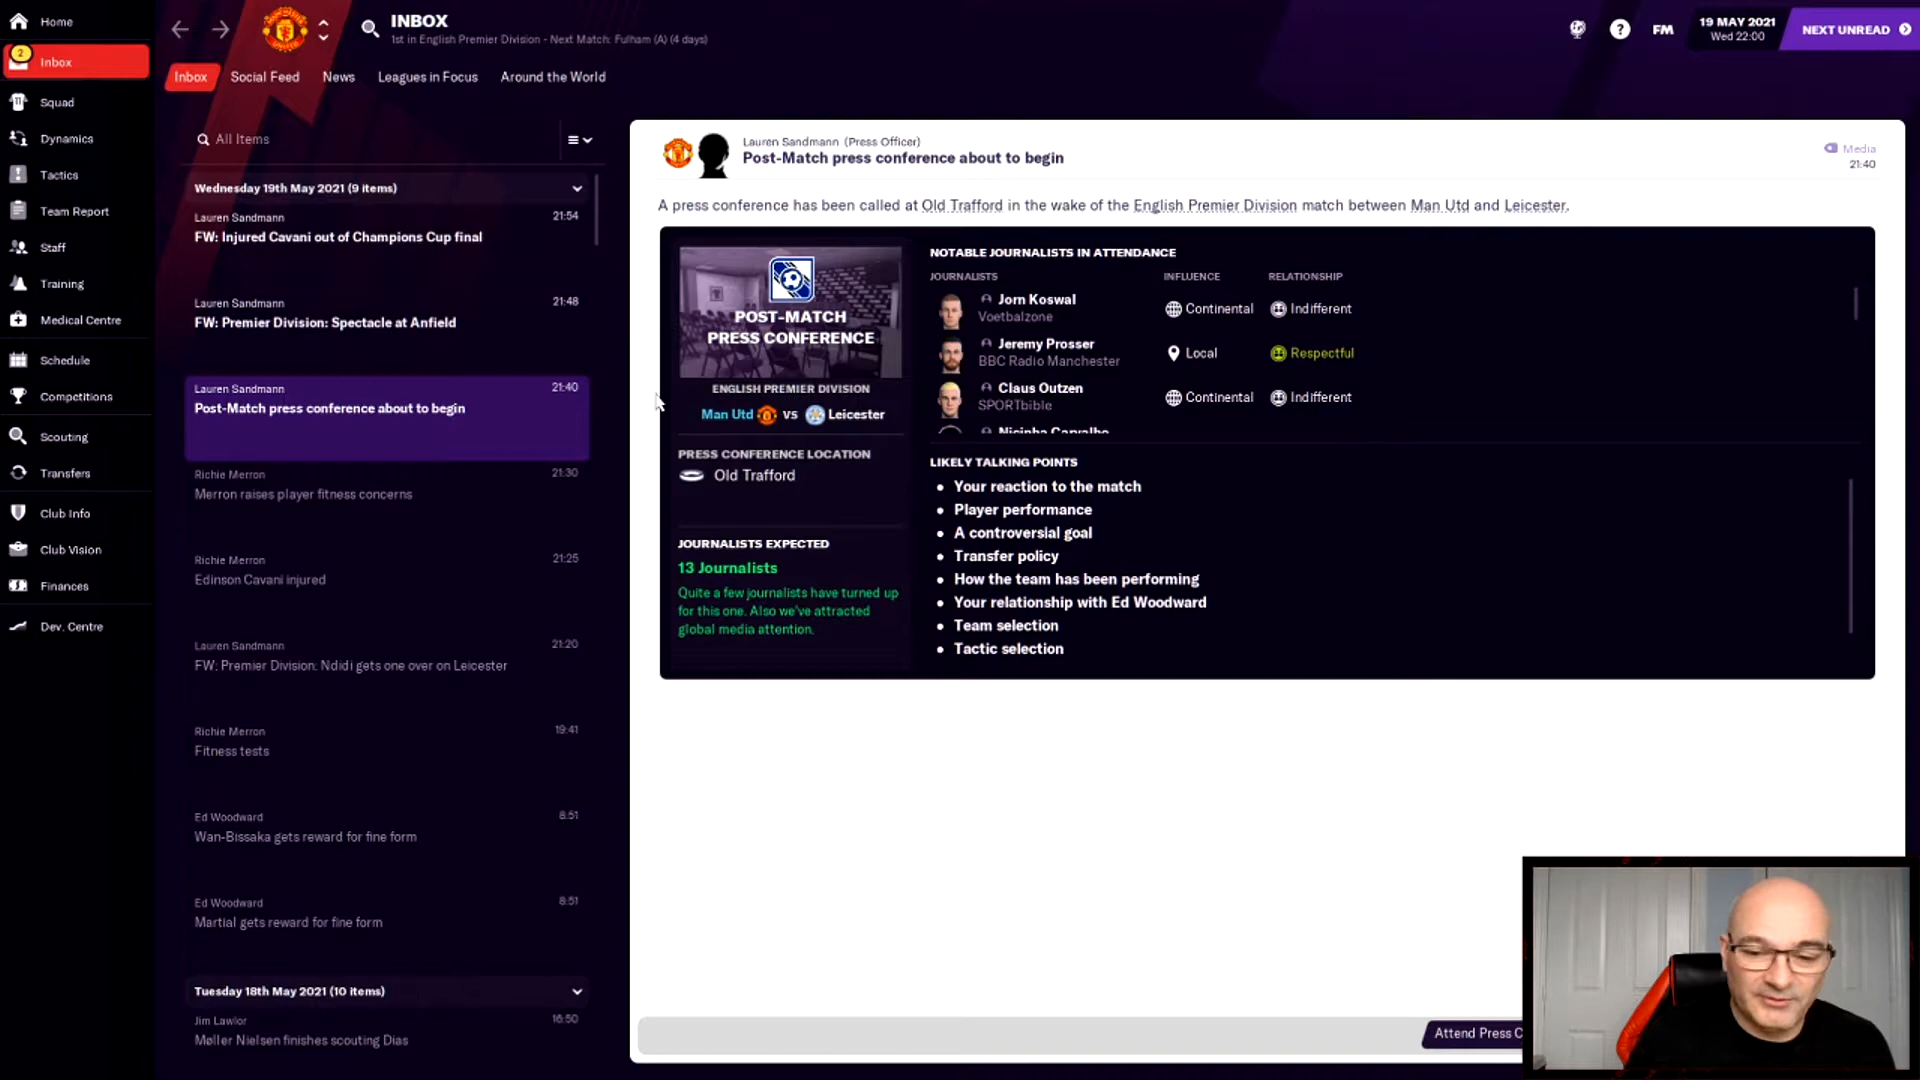 Home
2
Inbox
Squad
Dynamics
Tactics
Team Report
Staff
Training
Medical Centre
Schedule
Competitions
Scouting
Transfers
Club Info
Club Vision
Finances
Dev. Centre
INBOX
1st in English Premier Division - Next Match: Fulham (A) (4 days)
FM
19 MAY 2021
Wed 22:00
NEXT UNREAD
Inbox Social Feed News Leagues in Focus Around the World
All Items
Wednesday 19th May 2021 (9 items)
Lauren Sandmann 21:54
FW: Injured Cavani out of Champions Cup final
Lauren Sandmann 21:48
FW: Premier Division: Spectacle at Anfield
Lauren Sandmann 21:40
Post-Match press conference about to begin
Richie Merron 21:30
Merron raises player fitness concerns
Richie Merron 21:25
Edinson Cavani injured
Lauren Sandmann 21:20
FW: Premier Division: Ndidi gets one over on Leicester
Richie Merron 19:41
Fitness tests
Ed Woodward 8:51
Wan-Bissaka gets reward for fine form
Ed Woodward 8:51
Martial gets reward for fine form
Tuesday 18th May 2021 (10 items)
Jim Lawlor 16:50
Møller Nielsen finishes scouting Dias
Lauren Sandmann (Press Officer)
Post-Match press conference about to begin
Media
21:40
A press conference has been called at Old Trafford in the wake of the English Premier Division match between Man Utd and Leicester.
POST-MATCH
PRESS CONFERENCE
ENGLISH PREMIER DIVISION
Man Utd VS Leicester
PRESS CONFERENCE LOCATION
Old Trafford
JOURNALISTS EXPECTED
13 Journalists
Quite a few journalists have turned up
for this one. Also we've attracted
global media attention.
NOTABLE JOURNALISTS IN ATTENDANCE
JOURNALISTS INFLUENCE RELATIONSHIP
Jorn Koswal
Voetbalzone
Continental Indifferent
Jeremy Prosser
BBC Radio Manchester
Local Respectful
Claus Outzen
SPORTbible
Continental Indifferent
LIKELY TALKING POINTS
• Your reaction to the match
• Player performance
• A controversial goal
• Transfer policy
• How the team has been performing
• Your relationship with Ed Woodward
• Team selection
• Tactic selection
Attend Press C